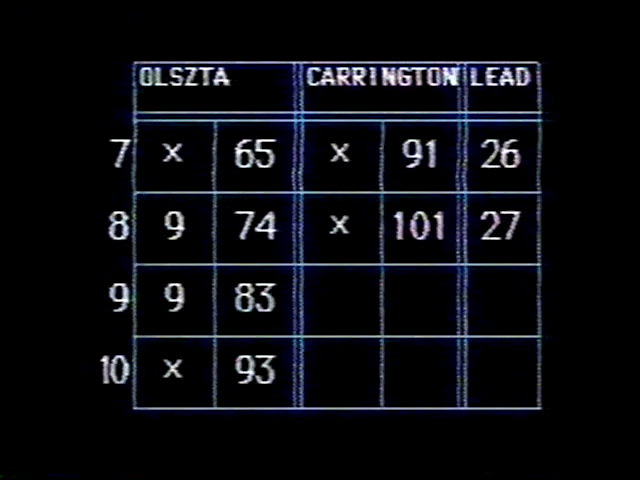 OLSZTA CARRINGTON LEAD
7 x 65 x 91 26
8 9 74 x 101 27
9 9 83
10 x 93